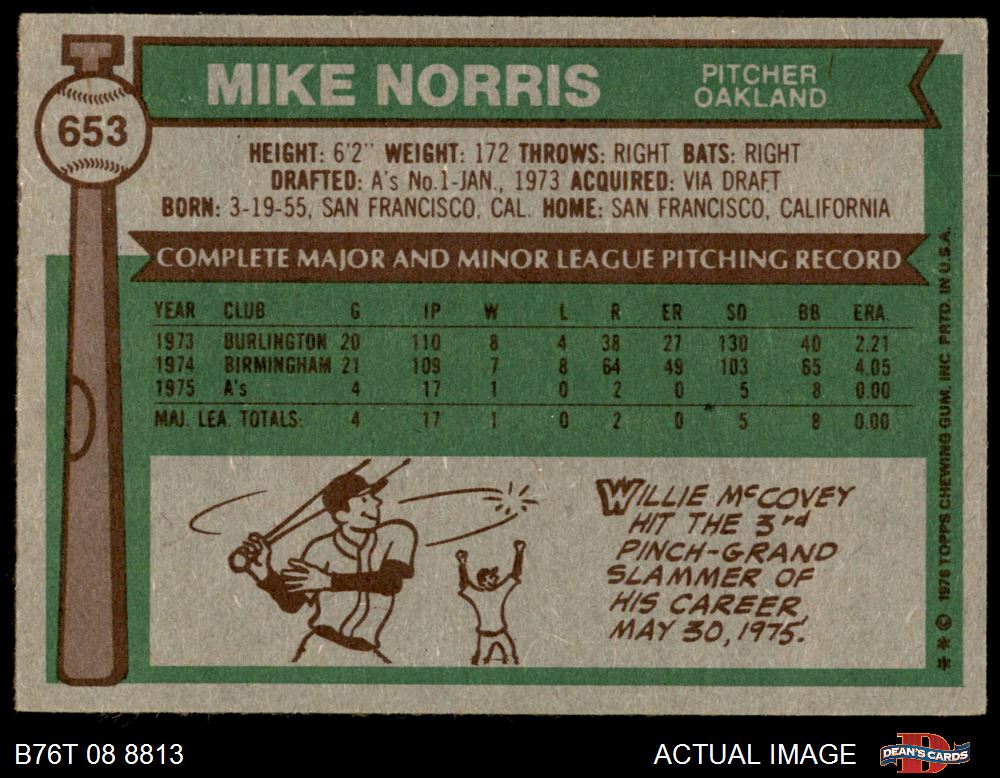 MIKE NORRIS
PITCHER
OAKLAND
653
HEIGHT: 6'2" WEIGHT: 172 THROWS: RIGHT BATS: RIGHT
DRAFTED: A's No.1-JAN., 1973 ACQUIRED: VIA DRAFT
BORN: 3-19-55, SAN FRANCISCO, CAL. HOME: SAN FRANCISCO, CALIFORNIA
COMPLETE MAJOR AND MINOR LEAGUE PITCHING RECORD
YEAR CLUB G IP W L R ER SO BB ERA
1973 BURLINGTON 20 110 8 4 38 27 130 40 2.21
1974 BIRMINGHAM 21 109 7 8 64 49 103 65 4.05
1975 A's 4 17 1 0 2 0 5 8 0.00
MAJ. LEA. TOTALS: 4 17 1 0 2 0 5 8 0.00
WILLIE McCOVEY
HIT THE 3rd
PINCH-GRAND
SLAMMER OF
HIS CAREER,
MAY 30, 1975.
** © 1976 TOPPS CHEWING GUM, INC. PRTD. IN U.S.A.
B76T 08 8813
ACTUAL IMAGE
DEAN'S CARDS